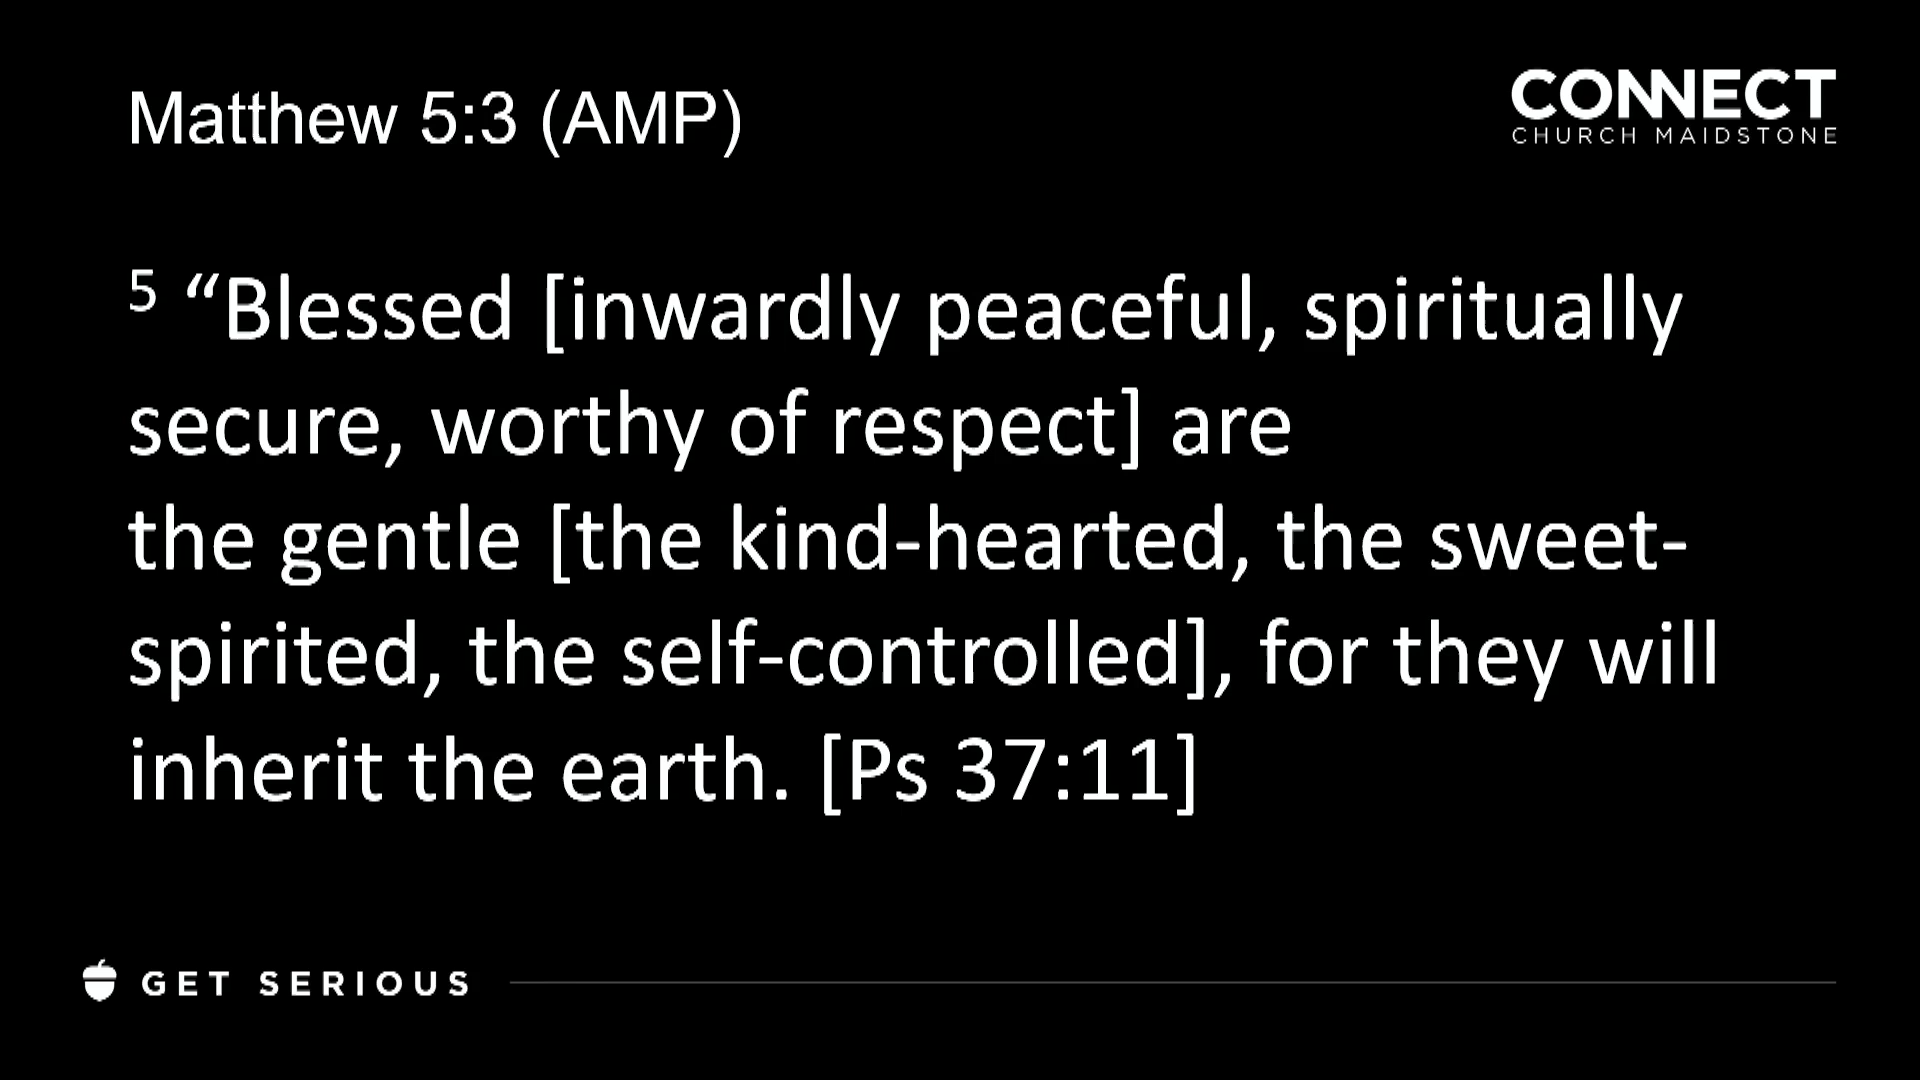 Matthew 5:3 (AMP)
CONNECT
CHURCH MAIDSTONE
5 “Blessed [inwardly peaceful, spiritually
secure, worthy of respect] are
the gentle [the kind-hearted, the sweet-
spirited, the self-controlled], for they will
inherit the earth. [Ps 37:11]
GET SERIOUS